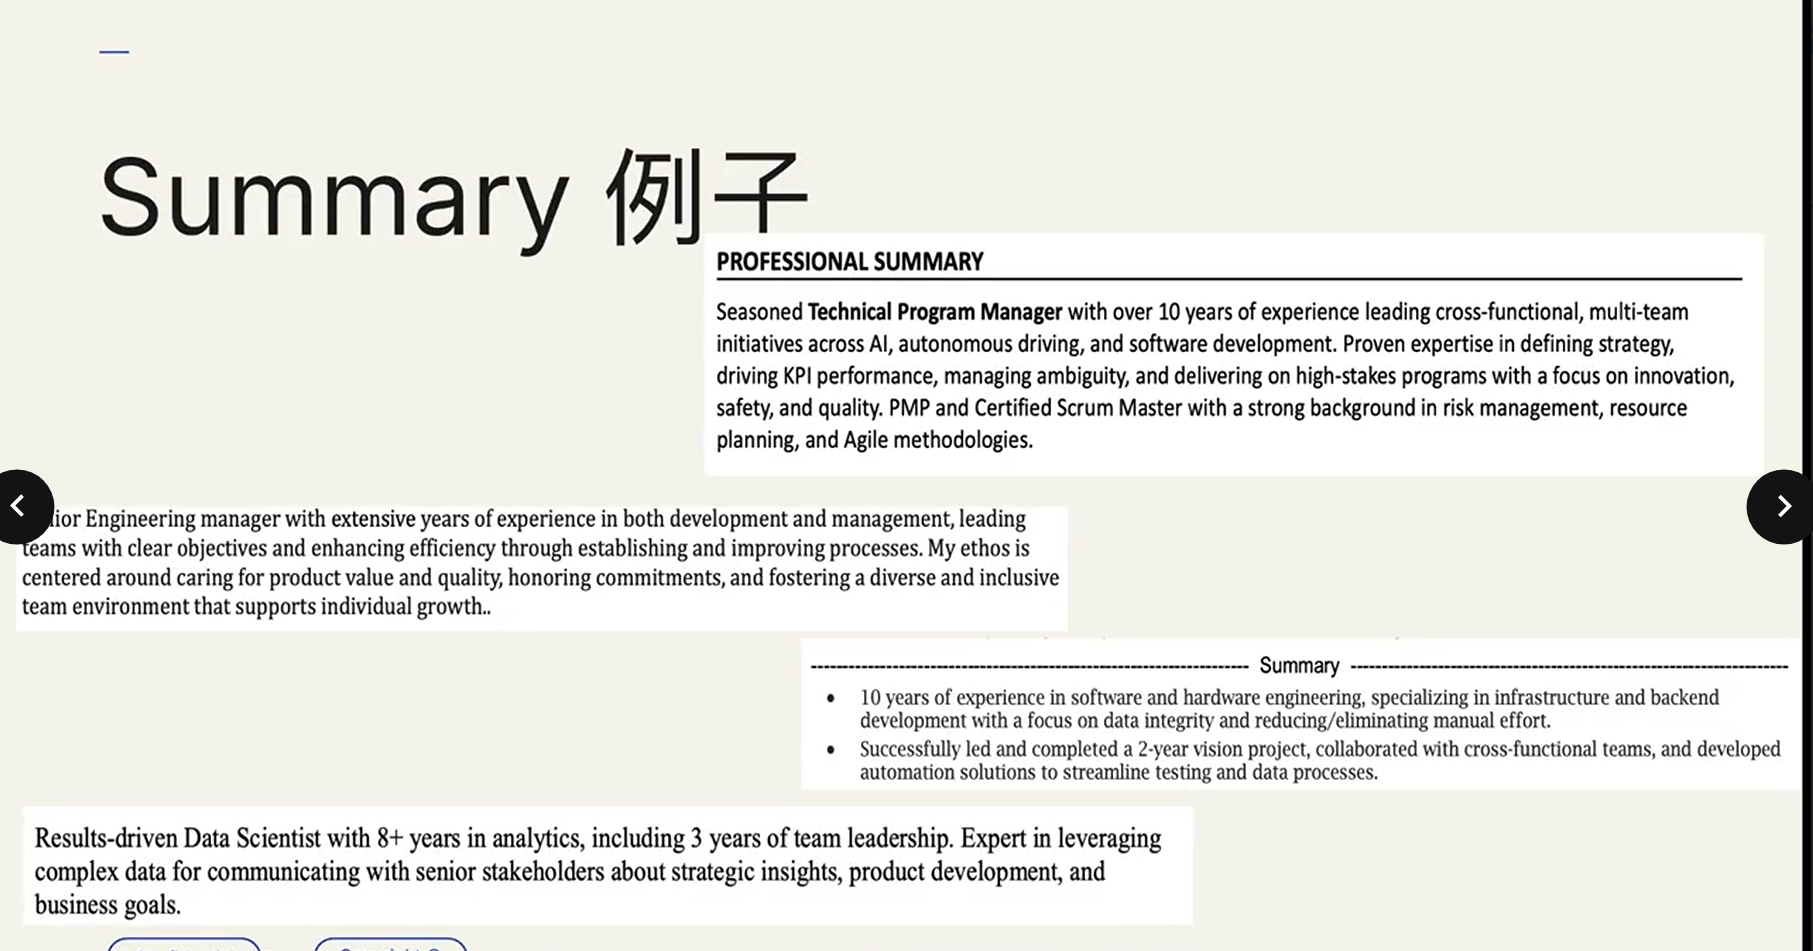 Summary 例子
PROFESSIONAL SUMMARY
Seasoned Technical Program Manager with over 10 years of experience leading cross-functional, multi-team
initiatives across AI, autonomous driving, and software development. Proven expertise in defining strategy,
driving KPI performance, managing ambiguity, and delivering on high-stakes programs with a focus on innovation,
safety, and quality. PMP and Certified Scrum Master with a strong background in risk management, resource
planning, and Agile methodologies.
Engineering manager with extensive years of experience in both development and management, leading
teams with clear objectives and enhancing efficiency through establishing and improving processes. My ethos is
centered around caring for product value and quality, honoring commitments, and fostering a diverse and inclusive
team environment that supports individual growth..
Summary
• 10 years of experience in software and hardware engineering, specializing in infrastructure and backend
development with a focus on data integrity and reducing/eliminating manual effort.
• Successfully led and completed a 2-year vision project, collaborated with cross-functional teams, and developed
automation solutions to streamline testing and data processes.
Results-driven Data Scientist with 8+ years in analytics, including 3 years of team leadership. Expert in leveraging
complex data for communicating with senior stakeholders about strategic insights, product development, and
business goals.